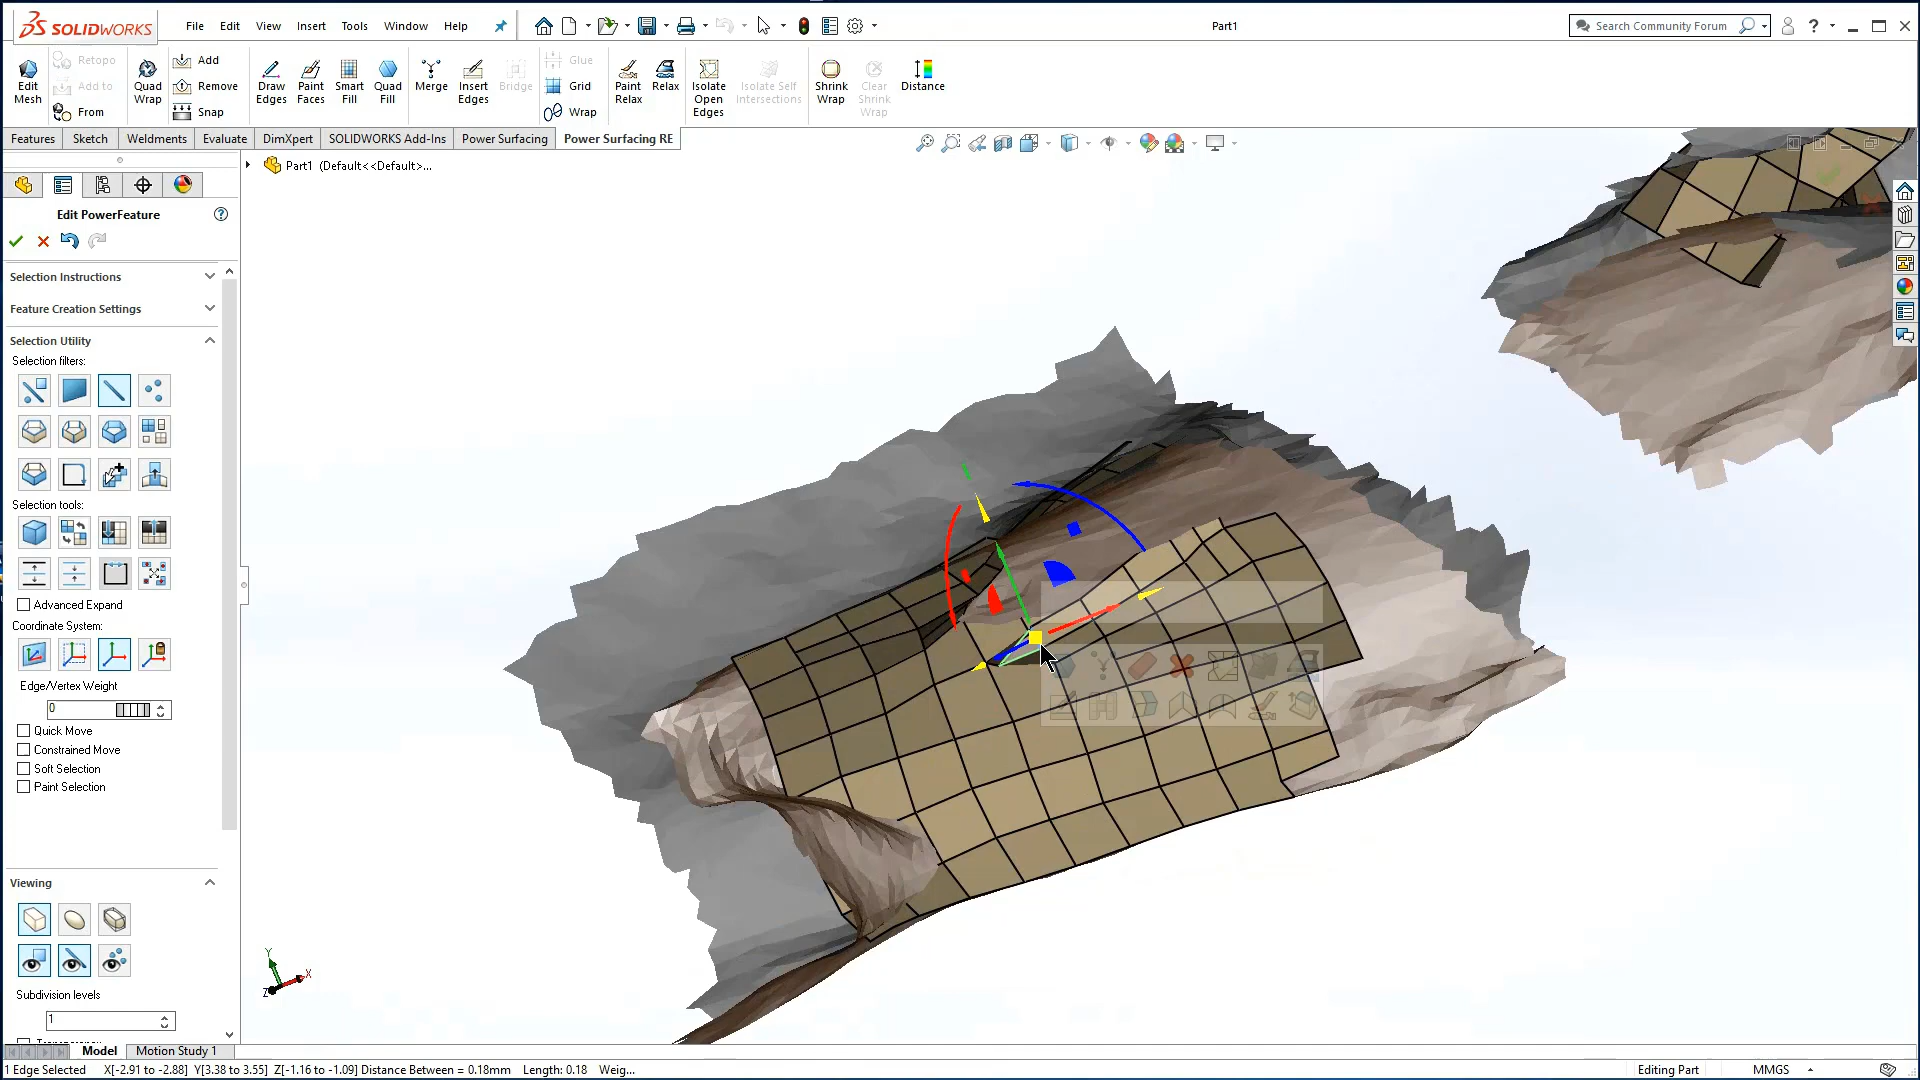 SOLIDWORKS
File Edit View Insert Tools Window Help
Part1
Search Community Forum
?
Edit Mesh
Retopo
Add to
From
Quad Wrap
Add
Remove
Snap
Draw Edges
Paint Faces
Smart Fill
Quad Fill
Merge
Insert Edges
Bridge
Glue
Grid
Wrap
Paint Relax
Relax
Isolate Open Edges
Isolate Self Intersections
Shrink Wrap
Clear Shrink Wrap
Distance
Features Sketch Weldments Evaluate DimXpert SOLIDWORKS Add-Ins Power Surfacing Power Surfacing RE
Part1 (Default<<Default>...
Edit PowerFeature
?
Selection Instructions
Feature Creation Settings
Selection Utility
Selection filters:
Selection tools:
Advanced Expand
Coordinate System:
Edge/Vertex Weight
0
Quick Move
Constrained Move
Soft Selection
Paint Selection
Viewing
Subdivision levels
1
Y
X
Z
Model Motion Study 1
1 Edge Selected X[-2.91 to -2.88] Y[3.38 to 3.55] Z[-1.16 to -1.09] Distance Between = 0.18mm Length: 0.18 Weig...
Editing Part
MMGS